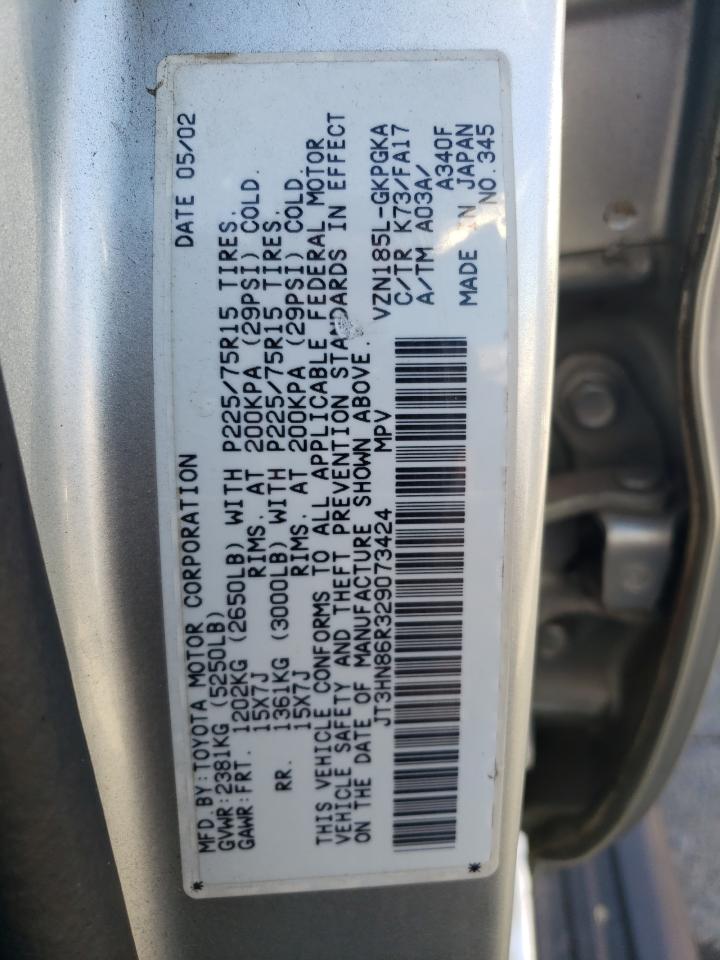 MFD. BY: TOYOTA MOTOR CORPORATION DATE 05/02
GVWR: 2381KG (5250LB)
GAWR: FRT. 1202KG (2650LB) WITH P225/75R15 TIRES.
15X7J RIMS. AT 200KPA (29PSI) COLD.
RR. 1361KG (3000LB) WITH P225/75R15 TIRES.
15X7J RIMS. AT 200KPA (29PSI) COLD.
THIS VEHICLE CONFORMS TO ALL APPLICABLE FEDERAL MOTOR
VEHICLE SAFETY AND THEFT PREVENTION STANDARDS IN EFFECT
ON THE DATE OF MANUFACTURE SHOWN ABOVE.
JT3HN86R329073424 MPV
VZN185L-GKPGKA
C/TR K73/FA17
A/TM A03A/
A340F
MADE IN JAPAN
NO. 345